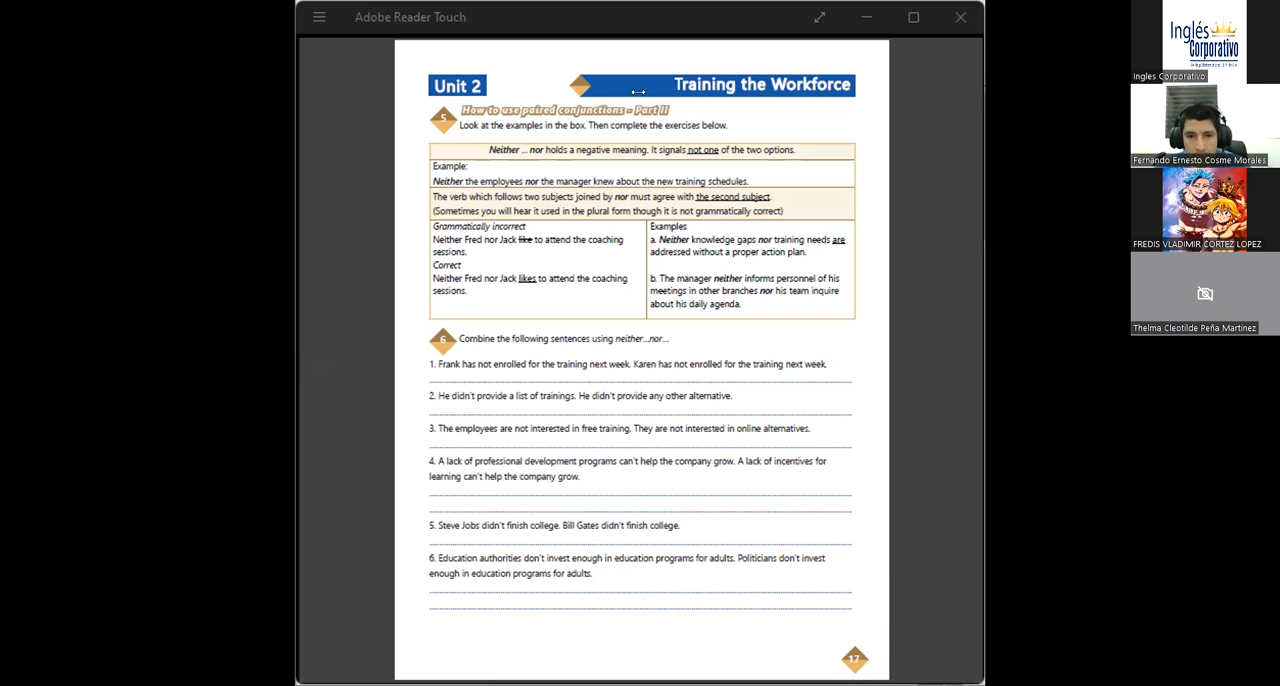 Adobe Reader Touch
Unit 2
Training the Workforce
5
How to use paired conjunctions - Part II
Look at the examples in the box. Then complete the exercises below.
Neither ... nor holds a negative meaning. It signals not one of the two options.
Example:
Neither the employees nor the manager knew about the new training schedules.
The verb which follows two subjects joined by nor must agree with the second subject.
(Sometimes you will hear it used in the plural form though it is not grammatically correct)
Grammatically incorrect
Neither Fred nor Jack like to attend the coaching
sessions.
Correct
Neither Fred nor Jack likes to attend the coaching
sessions.
Examples
a. Neither knowledge gaps nor training needs are
addressed without a proper action plan.
b. The manager neither informs personnel of his
meetings in other branches nor his team inquire
about his daily agenda.
6
Combine the following sentences using neither...nor...
1. Frank has not enrolled for the training next week. Karen has not enrolled for the training next week.
2. He didn't provide a list of trainings. He didn't provide any other alternative.
3. The employees are not interested in free training. They are not interested in online alternatives.
4. A lack of professional development programs can't help the company grow. A lack of incentives for
learning can't help the company grow.
5. Steve Jobs didn't finish college. Bill Gates didn't finish college.
6. Education authorities don't invest enough in education programs for adults. Politicians don't invest
enough in education programs for adults.
17
Inglés
Corporativo
Ingles Corporativo
Fernando Ernesto Cosme Morales
FREDIS VLADIMIR CORTEZ LOPEZ
Thelma Cleotilde Peña Martinez